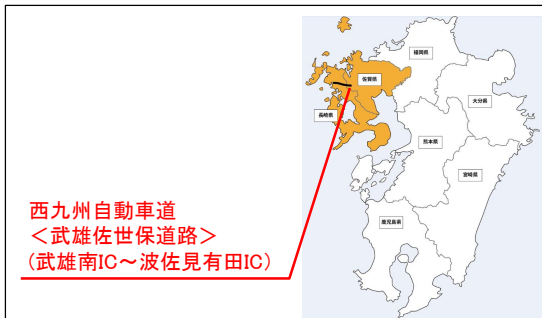 福岡県
佐賀県
大分県
長崎県
熊本県
宮崎県
鹿児島県
西九州自動車道
＜武雄佐世保道路＞
(武雄南IC～波佐見有田IC)